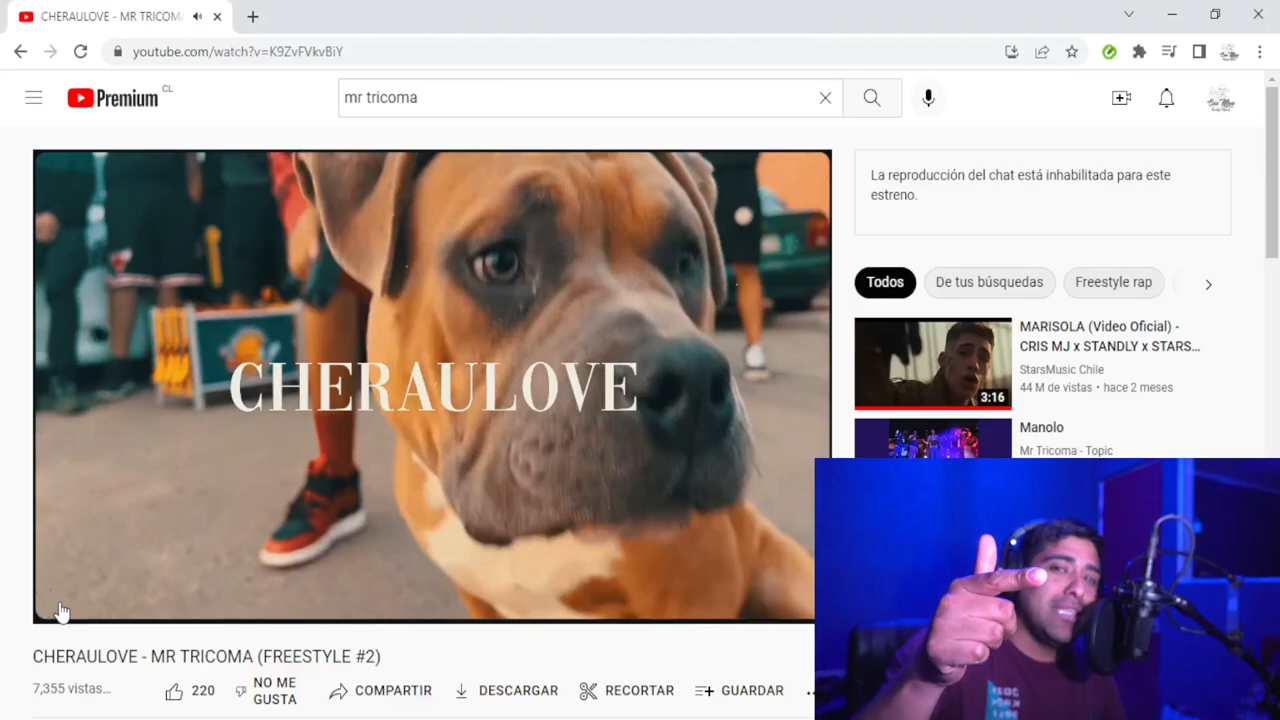 CHERAULOVE - MR TRICOMA
youtube.com/watch?v=K9ZvFVkvBiY
Premium CL
mr tricoma
La reproducción del chat está inhabilitada para este
estreno.
Todos
De tus búsquedas
Freestyle rap
CHERAULOVE
MARISOLA (Video Oficial) -
CRIS MJ x STANDLY x STARS...
StarsMusic Chile
44 M de vistas • hace 2 meses
3:16
Manolo
Mr Tricoma - Topic
CHERAULOVE - MR TRICOMA (FREESTYLE #2)
7,355 vistas...
220
NO ME
GUSTA
COMPARTIR
DESCARGAR
RECORTAR
GUARDAR